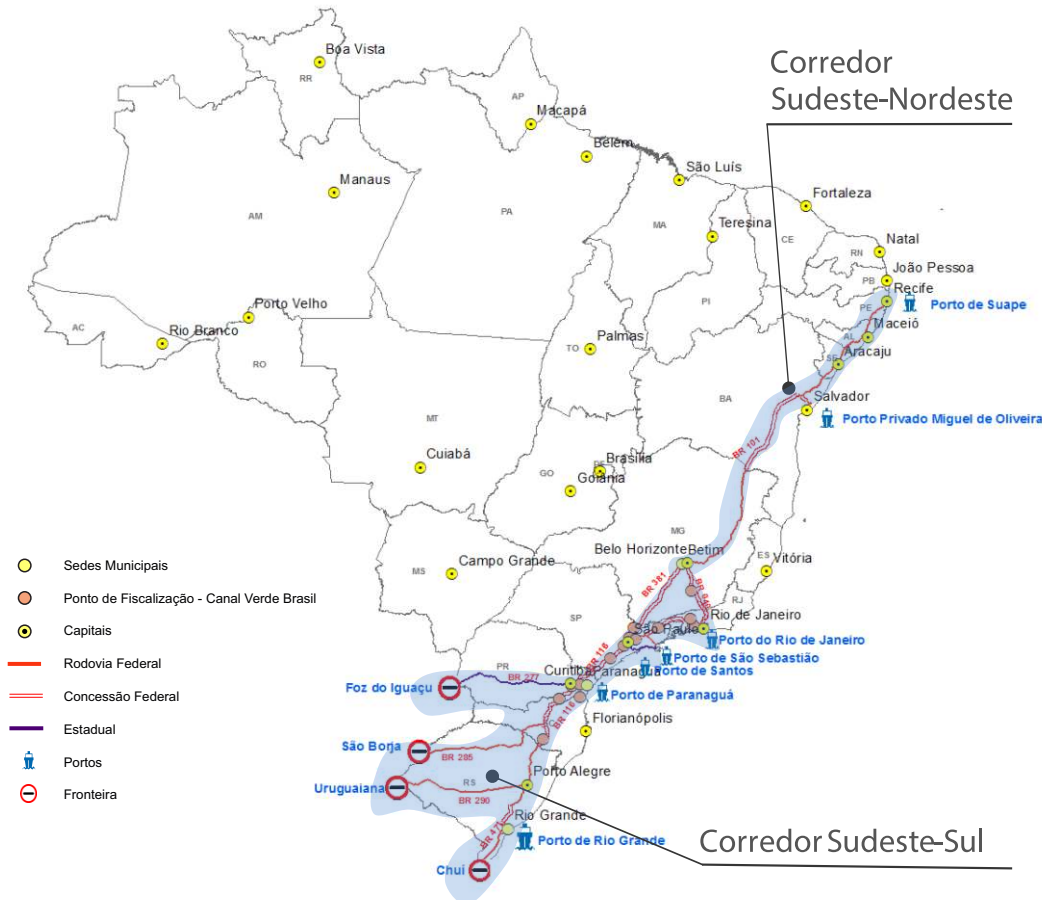 Corredor
Sudeste-Nordeste
Boa Vista
RR
AP
Macapá
Belém
São Luís
Manaus
Fortaleza
AM
PA
MA
Teresina
CE
Natal
RN
João Pessoa
PB
Recife
Porto de Suape
PE
Porto Velho
PI
Maceió
AL
AC
Rio Branco
Palmas
TO
Aracaju
SE
RO
BA
Salvador
Porto Privado Miguel de Oliveira
MT
BR 101
Cuiabá
Brasília
DF
GO
Goiânia
MG
Belo Horizonte
Betim
ES
Vitória
Campo Grande
MS
BR 381
BR 040
RJ
Rio de Janeiro
SP
São Paulo
Porto do Rio de Janeiro
BR 116
Porto de São Sebastião
Porto de Santos
PR
Curitiba
Paranaguá
BR 277
Foz do Iguaçu
Porto de Paranaguá
BR 116
Florianópolis
São Borja
BR 285
RS
Porto Alegre
Uruguaiana
BR 290
Rio Grande
Porto de Rio Grande
BR 471
Chuí
Corredor Sudeste-Sul
Sedes Municipais
Ponto de Fiscalização - Canal Verde Brasil
Capitais
Rodovia Federal
Concessão Federal
Estadual
Portos
Fronteira